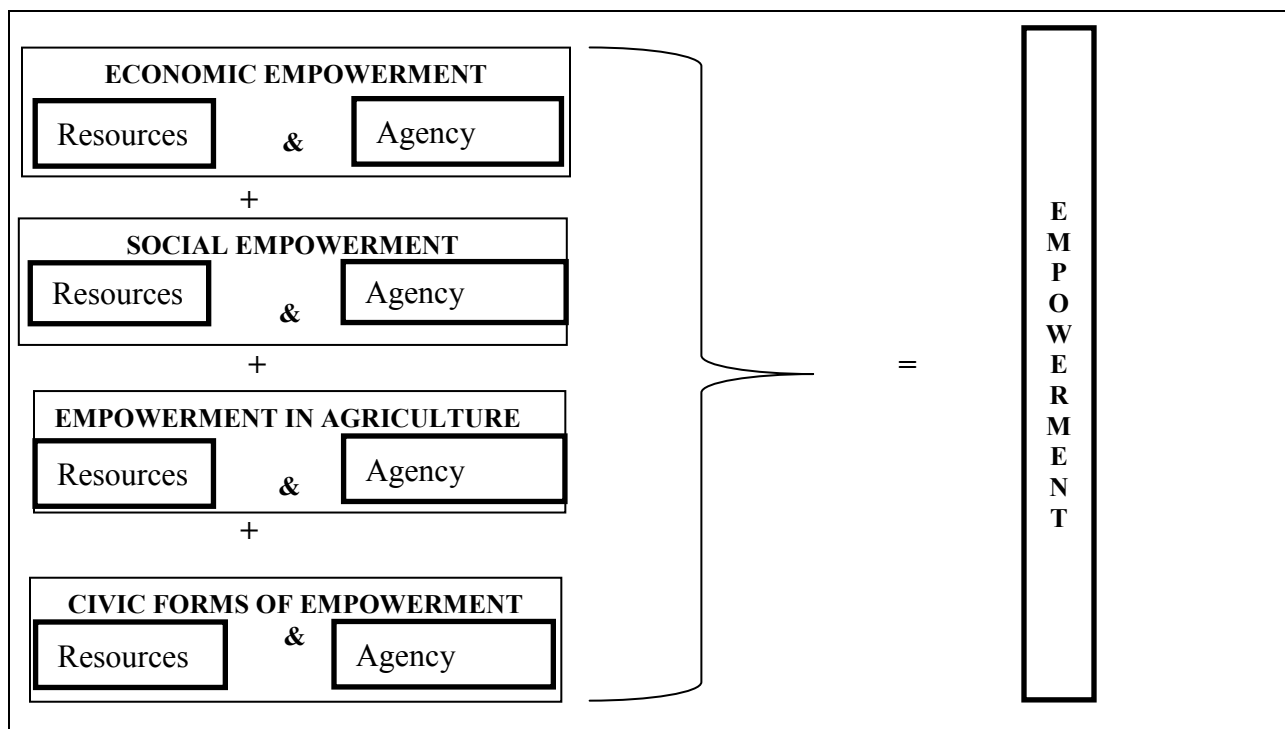 ECONOMIC EMPOWERMENT
Resources & Agency
+
SOCIAL EMPOWERMENT
Resources & Agency
+
EMPOWERMENT IN AGRICULTURE
Resources & Agency
+
CIVIC FORMS OF EMPOWERMENT
Resources & Agency
=
E
M
P
O
W
E
R
M
E
N
T